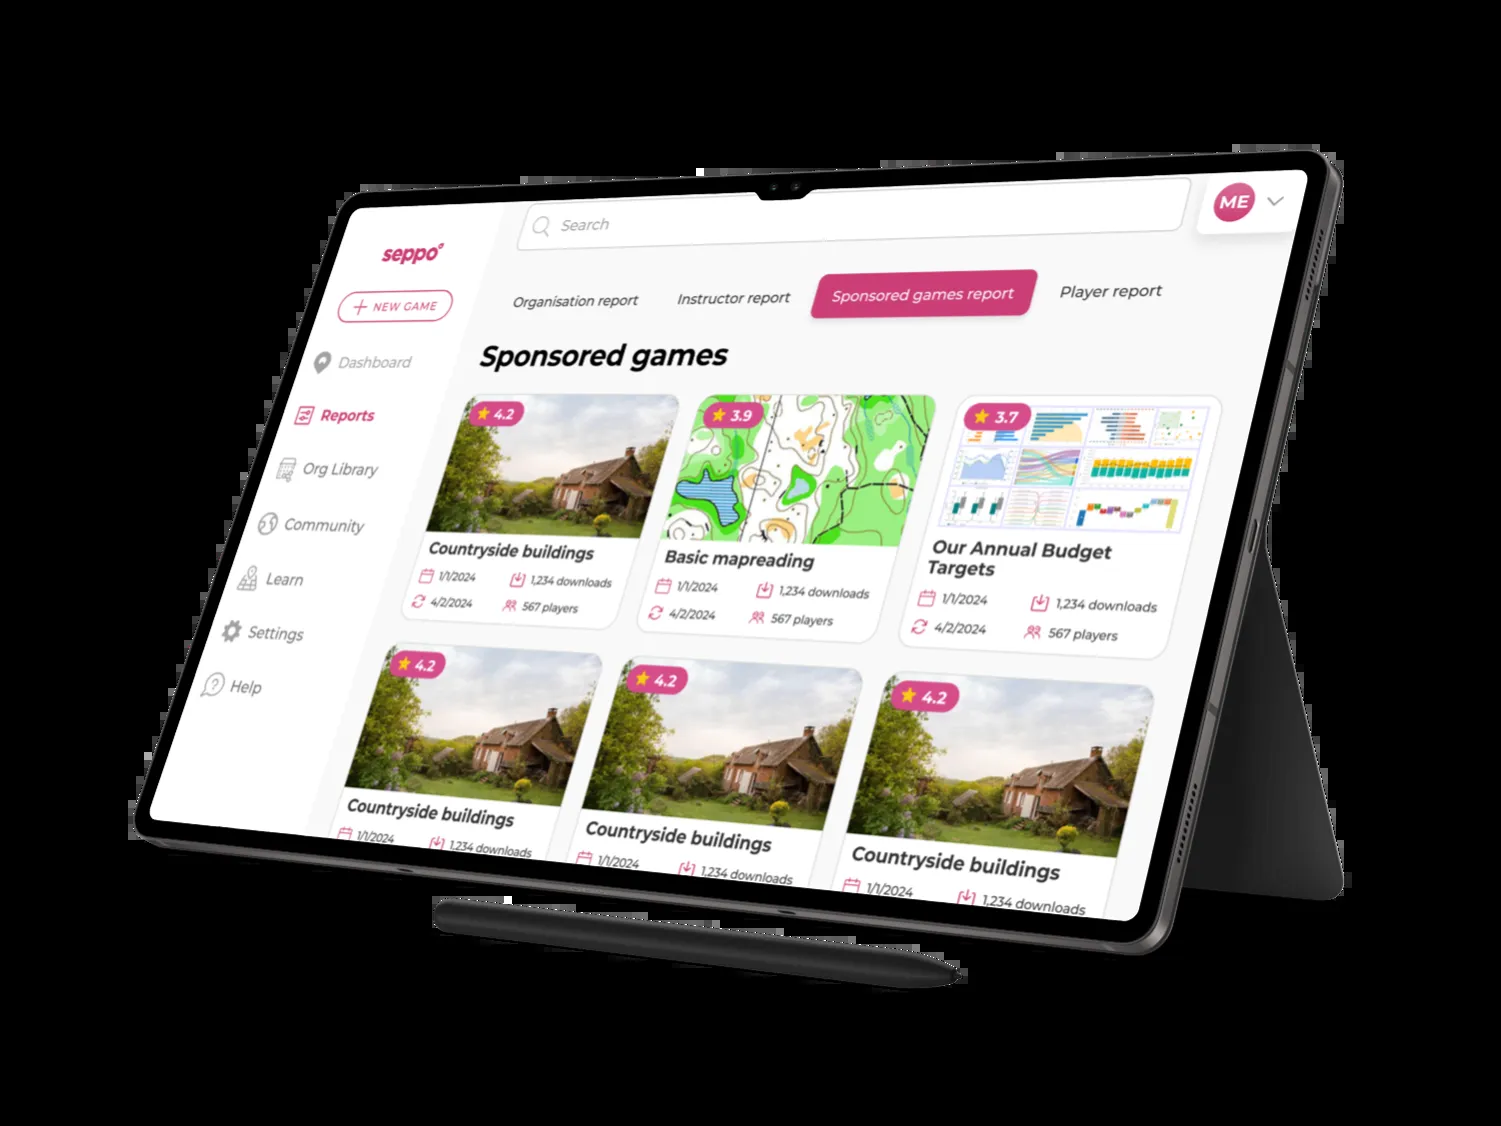 Search
ME
seppo
NEW GAME
Dashboard
Reports
Org Library
Community
Learn
Settings
Help
Organisation report
Instructor report
Sponsored games report
Player report
Sponsored games
4.2
Countryside buildings
1/1/2024
1,234 downloads
4/2/2024
567 players
3.9
Basic mapreading
1/1/2024
1,234 downloads
4/2/2024
567 players
3.7
Our Annual Budget
Targets
1/1/2024
1,234 downloads
4/2/2024
567 players
4.2
Countryside buildings
1/1/2024
1,234 downloads
4.2
Countryside buildings
1/1/2024
1,234 downloads
4.2
Countryside buildings
1/1/2024
1,234 downloads